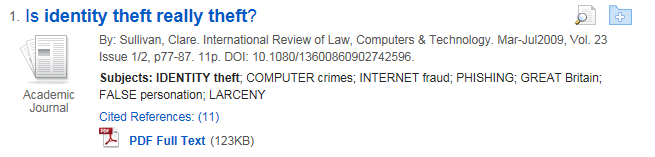 1. Is identity theft really theft?
By: Sullivan, Clare. International Review of Law, Computers & Technology. Mar-Jul2009, Vol. 23
Issue 1/2, p77-87. 11p. DOI: 10.1080/13600860902742596.
Subjects: IDENTITY theft; COMPUTER crimes; INTERNET fraud; PHISHING; GREAT Britain;
FALSE personation; LARCENY
Academic
Journal
Cited References: (11)
PDF Full Text (123KB)